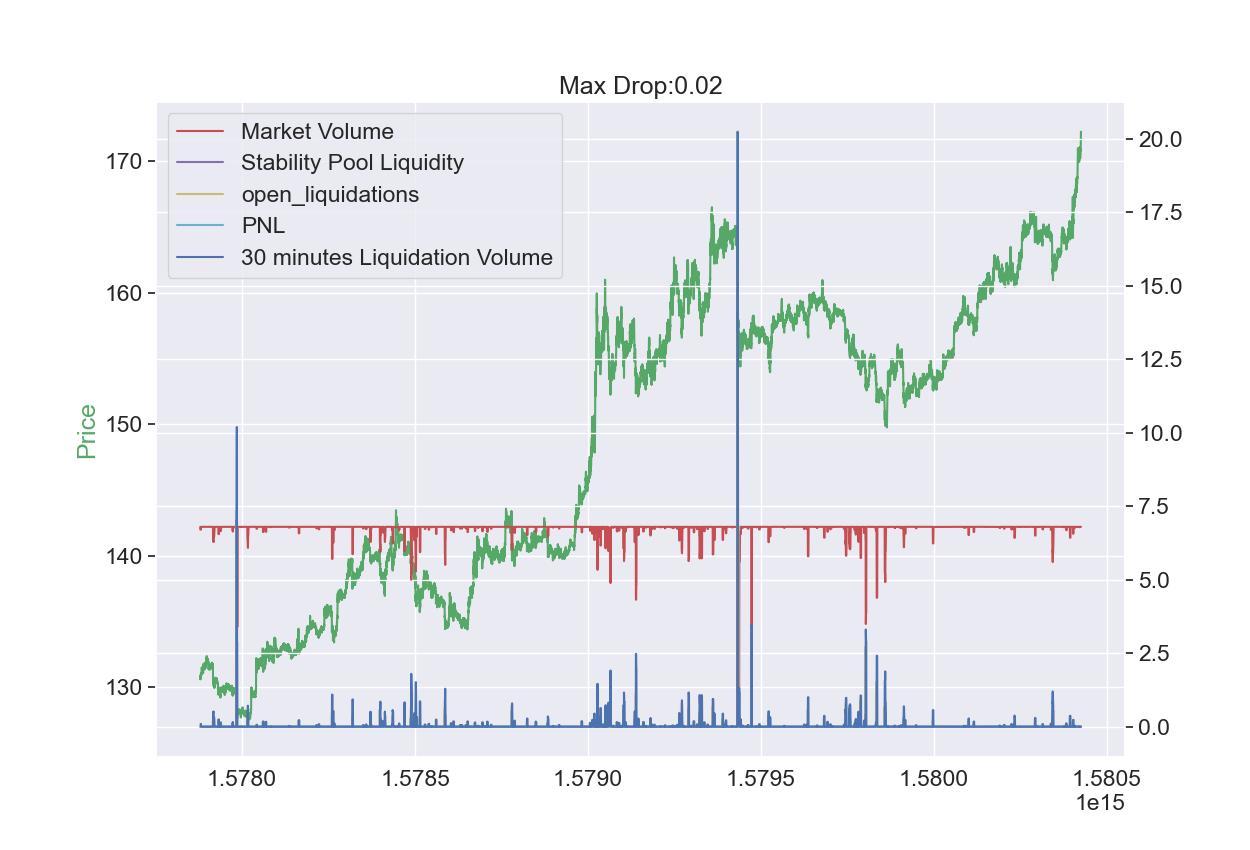 Max Drop:0.02
Market Volume
Stability Pool Liquidity
open_liquidations
PNL
30 minutes Liquidation Volume
Price
170
160
150
140
130
20.0
17.5
15.0
12.5
10.0
7.5
5.0
2.5
0.0
1.5780 1.5785 1.5790 1.5795 1.5800 1.5805
1e15